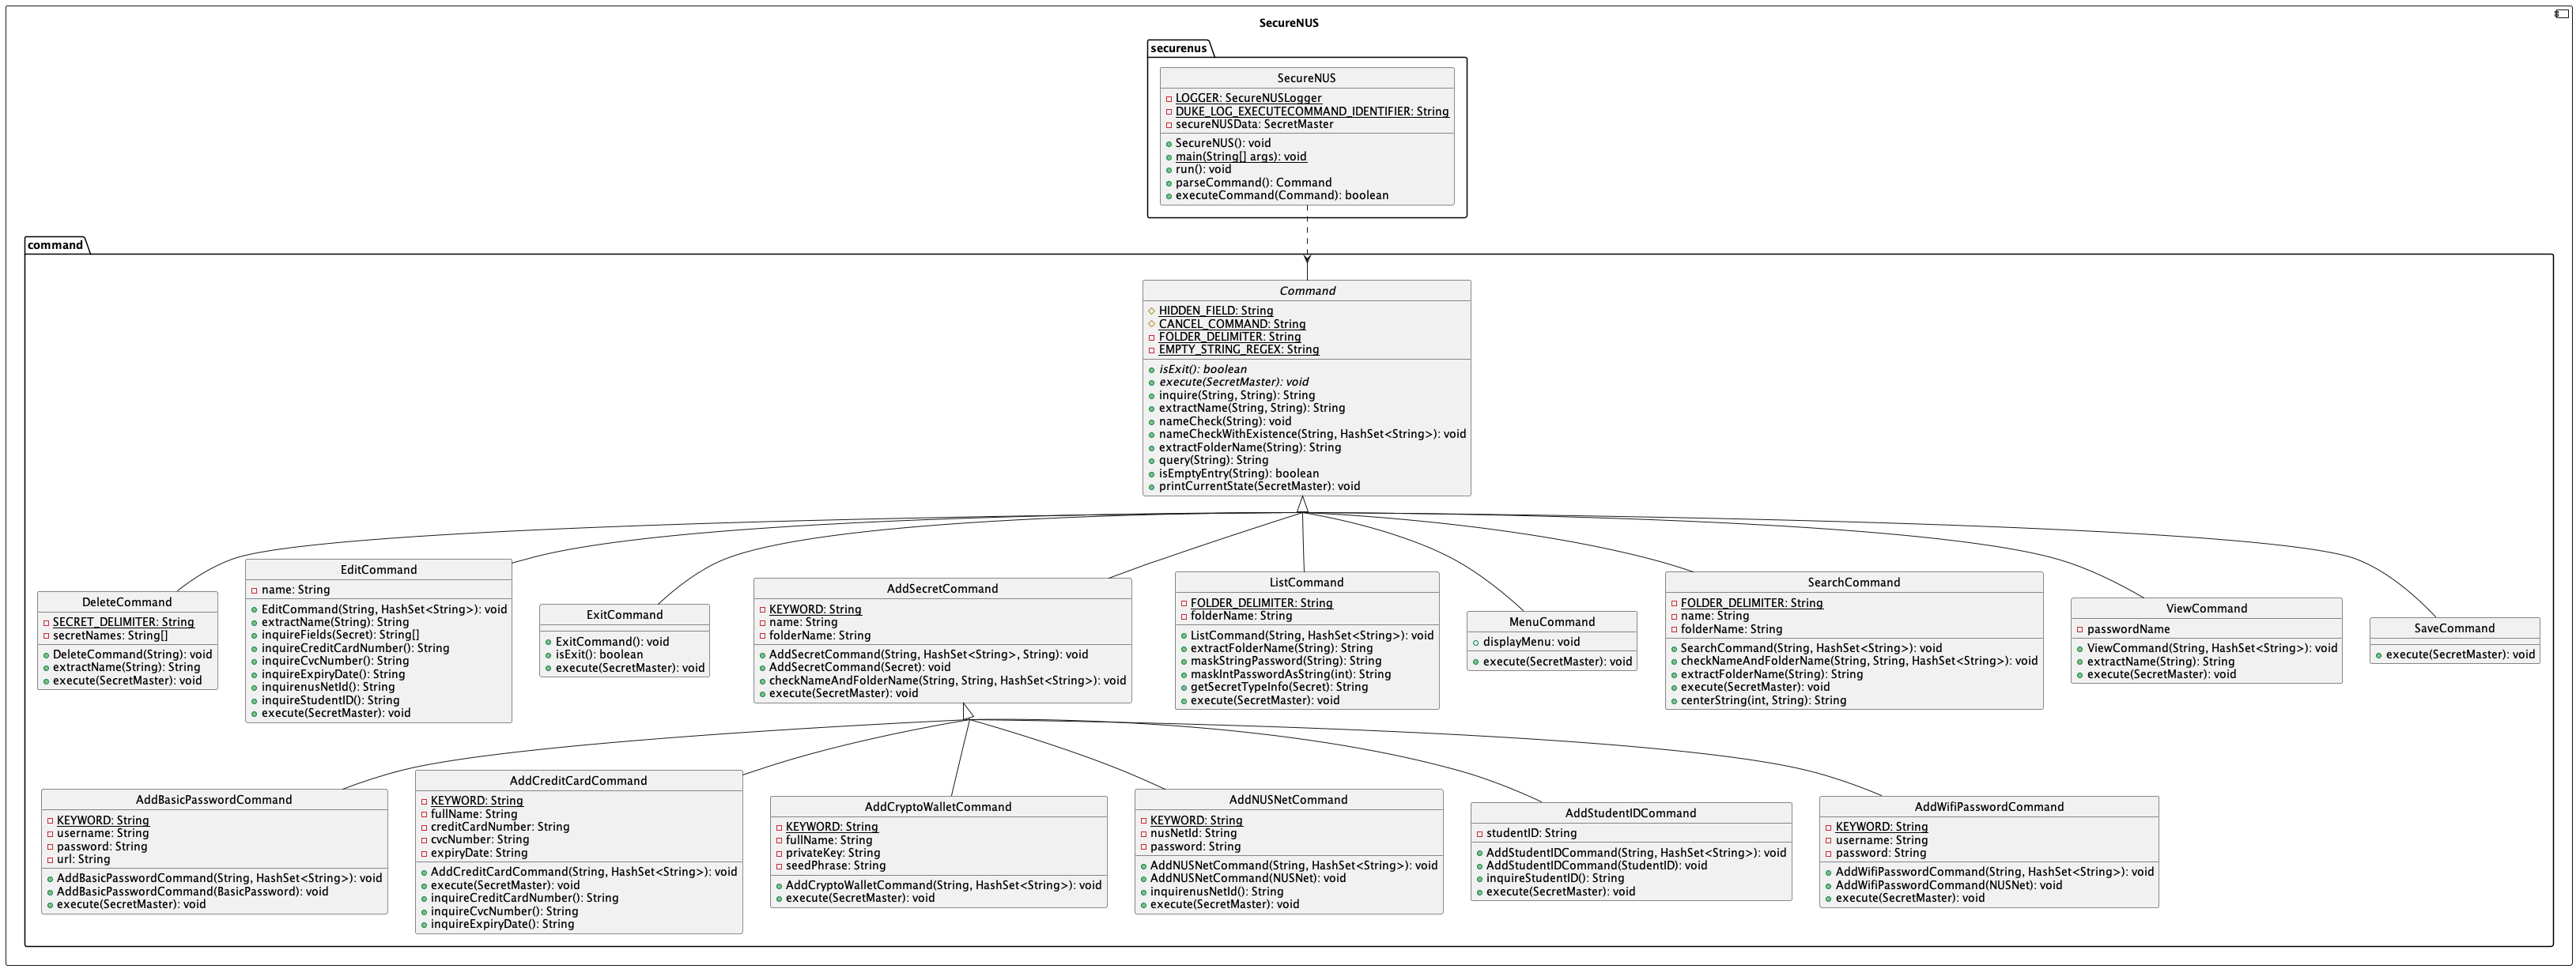 SecureNUS
securenus
SecureNUS
LOGGER: SecureNUSLogger
DUKE_LOG_EXECUTECOMMAND_IDENTIFIER: String
secureNUSData: SecretMaster
SecureNUS(): void
main(String[] args): void
run(): void
parseCommand(): Command
executeCommand(Command): boolean
command
Command
HIDDEN_FIELD: String
CANCEL_COMMAND: String
FOLDER_DELIMITER: String
EMPTY_STRING_REGEX: String
isExit(): boolean
execute(SecretMaster): void
inquire(String, String): String
extractName(String, String): String
nameCheck(String): void
nameCheckWithExistence(String, HashSet<String>): void
extractFolderName(String): String
query(String): String
isEmptyEntry(String): boolean
printCurrentState(SecretMaster): void
DeleteCommand
SECRET_DELIMITER: String
secretNames: String[]
DeleteCommand(String): void
extractName(String): String
execute(SecretMaster): void
EditCommand
name: String
EditCommand(String, HashSet<String>): void
extractName(String): String
inquireFields(Secret): String[]
inquireCreditCardNumber(): String
inquireCvcNumber(): String
inquireExpiryDate(): String
inquirenusNetId(): String
inquireStudentID(): String
execute(SecretMaster): void
ExitCommand
ExitCommand(): void
isExit(): boolean
execute(SecretMaster): void
AddSecretCommand
KEYWORD: String
name: String
folderName: String
AddSecretCommand(String, HashSet<String>, String): void
AddSecretCommand(Secret): void
checkNameAndFolderName(String, String, HashSet<String>): void
execute(SecretMaster): void
ListCommand
FOLDER_DELIMITER: String
folderName: String
ListCommand(String, HashSet<String>): void
extractFolderName(String): String
maskStringPassword(String): String
maskIntPasswordAsString(int): String
getSecretTypeInfo(Secret): String
execute(SecretMaster): void
MenuCommand
displayMenu: void
execute(SecretMaster): void
SearchCommand
FOLDER_DELIMITER: String
name: String
folderName: String
SearchCommand(String, HashSet<String>): void
checkNameAndFolderName(String, String, HashSet<String>): void
extractFolderName(String): String
execute(SecretMaster): void
centerString(int, String): String
ViewCommand
passwordName
ViewCommand(String, HashSet<String>): void
extractName(String): String
execute(SecretMaster): void
SaveCommand
execute(SecretMaster): void
AddBasicPasswordCommand
KEYWORD: String
username: String
password: String
url: String
AddBasicPasswordCommand(String, HashSet<String>): void
AddBasicPasswordCommand(BasicPassword): void
execute(SecretMaster): void
AddCreditCardCommand
KEYWORD: String
fullName: String
creditCardNumber: String
cvcNumber: String
expiryDate: String
AddCreditCardCommand(String, HashSet<String>): void
execute(SecretMaster): void
inquireCreditCardNumber(): String
inquireCvcNumber(): String
inquireExpiryDate(): String
AddCryptoWalletCommand
KEYWORD: String
fullName: String
privateKey: String
seedPhrase: String
AddCryptoWalletCommand(String, HashSet<String>): void
execute(SecretMaster): void
AddNUSNetCommand
KEYWORD: String
nusNetId: String
password: String
AddNUSNetCommand(String, HashSet<String>): void
AddNUSNetCommand(NUSNet): void
inquirenusNetId(): String
execute(SecretMaster): void
AddStudentIDCommand
studentID: String
AddStudentIDCommand(String, HashSet<String>): void
AddStudentIDCommand(StudentID): void
inquireStudentID(): String
execute(SecretMaster): void
AddWifiPasswordCommand
KEYWORD: String
username: String
password: String
AddWifiPasswordCommand(String, HashSet<String>): void
AddWifiPasswordCommand(NUSNet): void
execute(SecretMaster): void